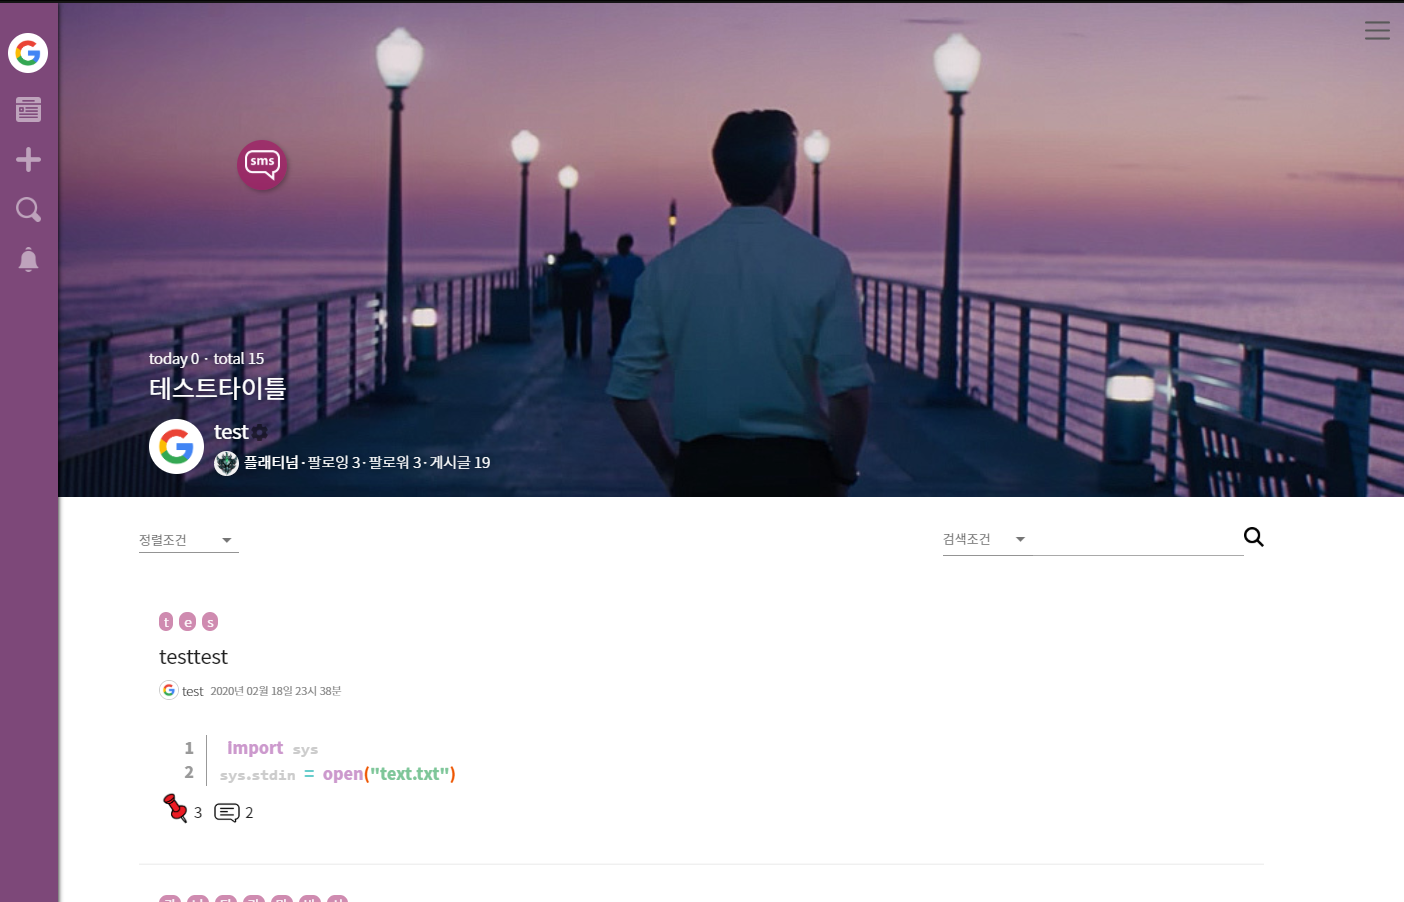 sms
today 0 · total 15
테스트타이틀
test
플래티넘 · 팔로잉 3 · 팔로워 3 · 게시글 19
정렬조건
검색조건
t e s
testtest
test 2020년 02월 18일 23시 38분
1 import sys
2 sys.stdin = open("text.txt")
3 2